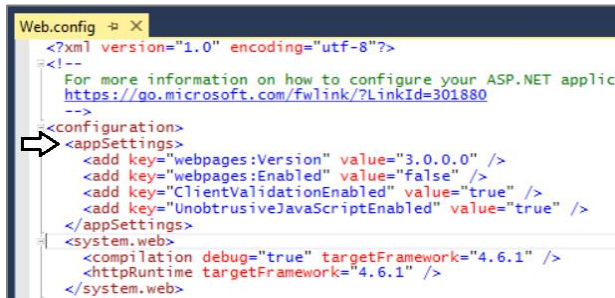 Web.config
<?xml version="1.0" encoding="utf-8"?>
<!--
For more information on how to configure your ASP.NET applic
https://go.microsoft.com/fwlink/?LinkId=301880
-->
<configuration>
<appSettings>
<add key="webpages:Version" value="3.0.0.0" />
<add key="webpages:Enabled" value="false" />
<add key="ClientValidationEnabled" value="true" />
<add key="UnobtrusiveJavaScriptEnabled" value="true" />
</appSettings>
<system.web>
<compilation debug="true" targetFramework="4.6.1" />
<httpRuntime targetFramework="4.6.1" />
</system.web>